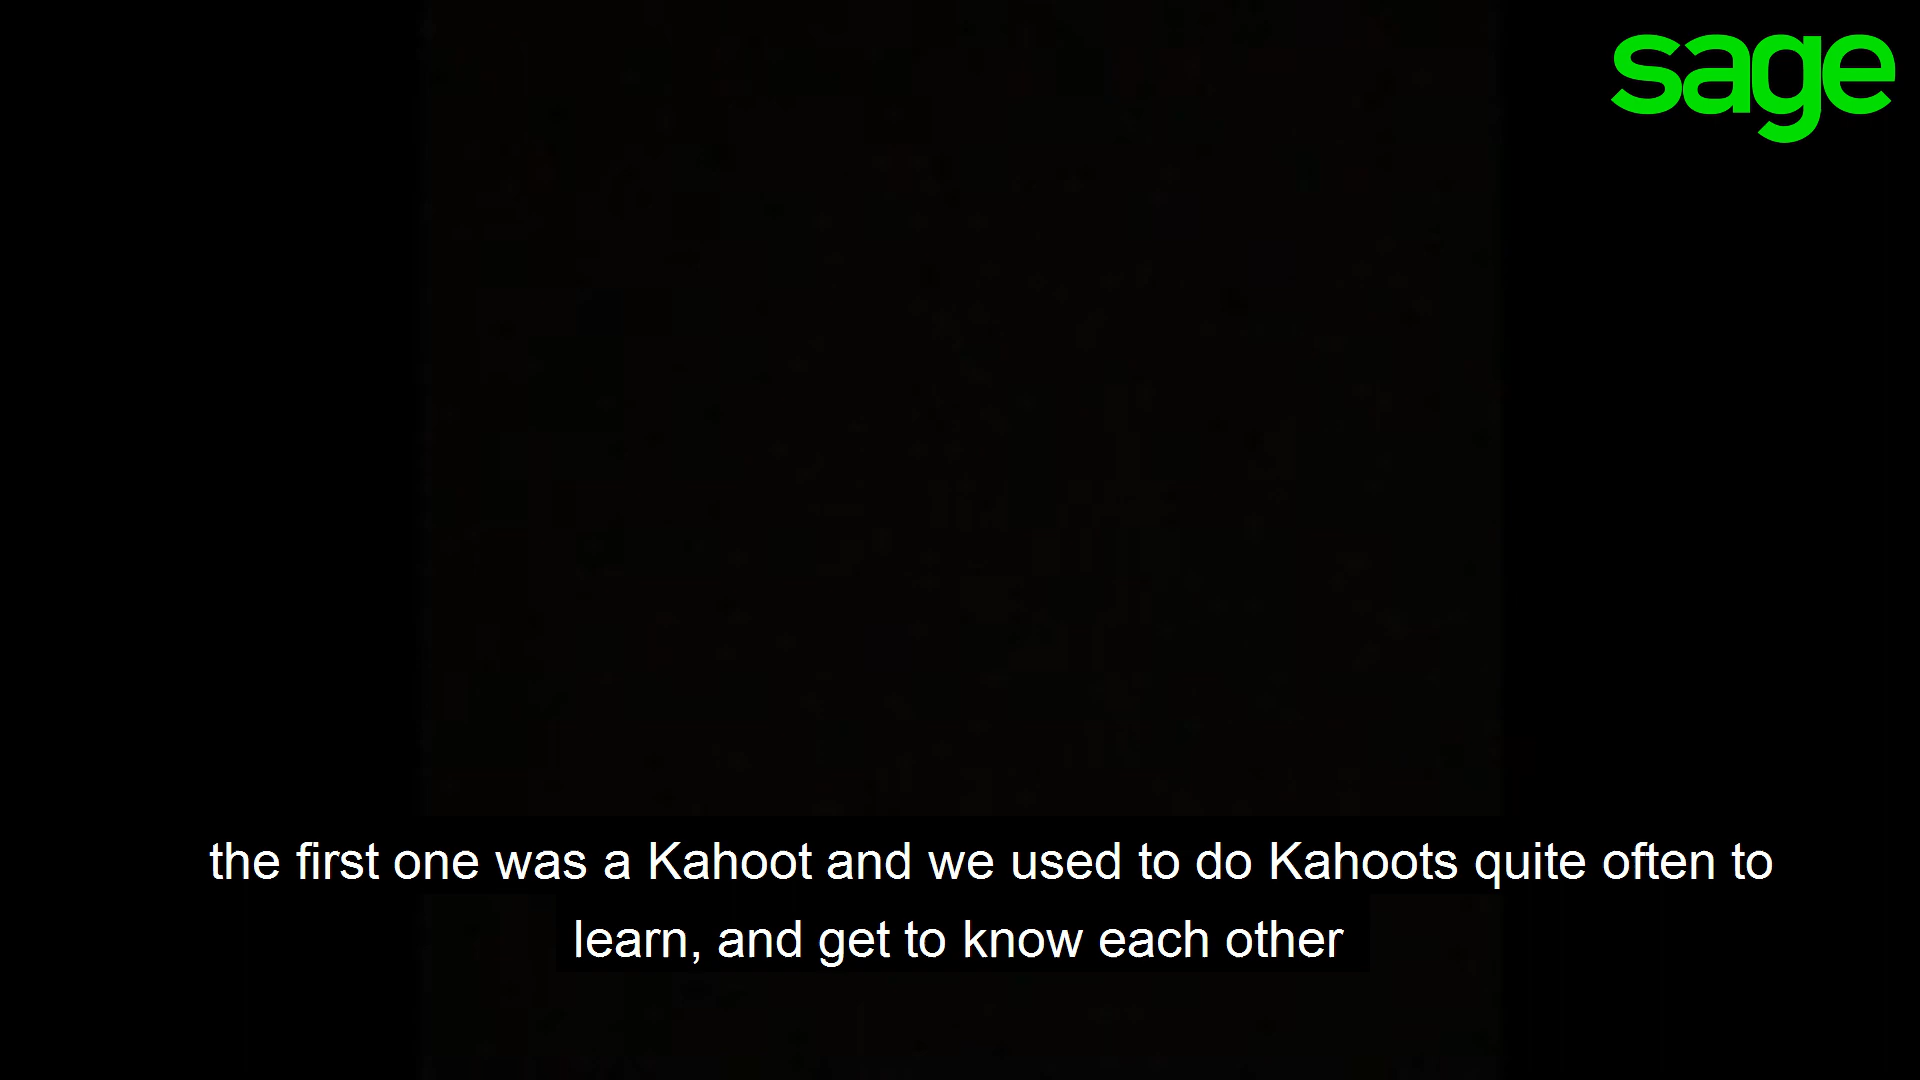 sage
the first one was a Kahoot and we used to do Kahoots quite often to
learn, and get to know each other